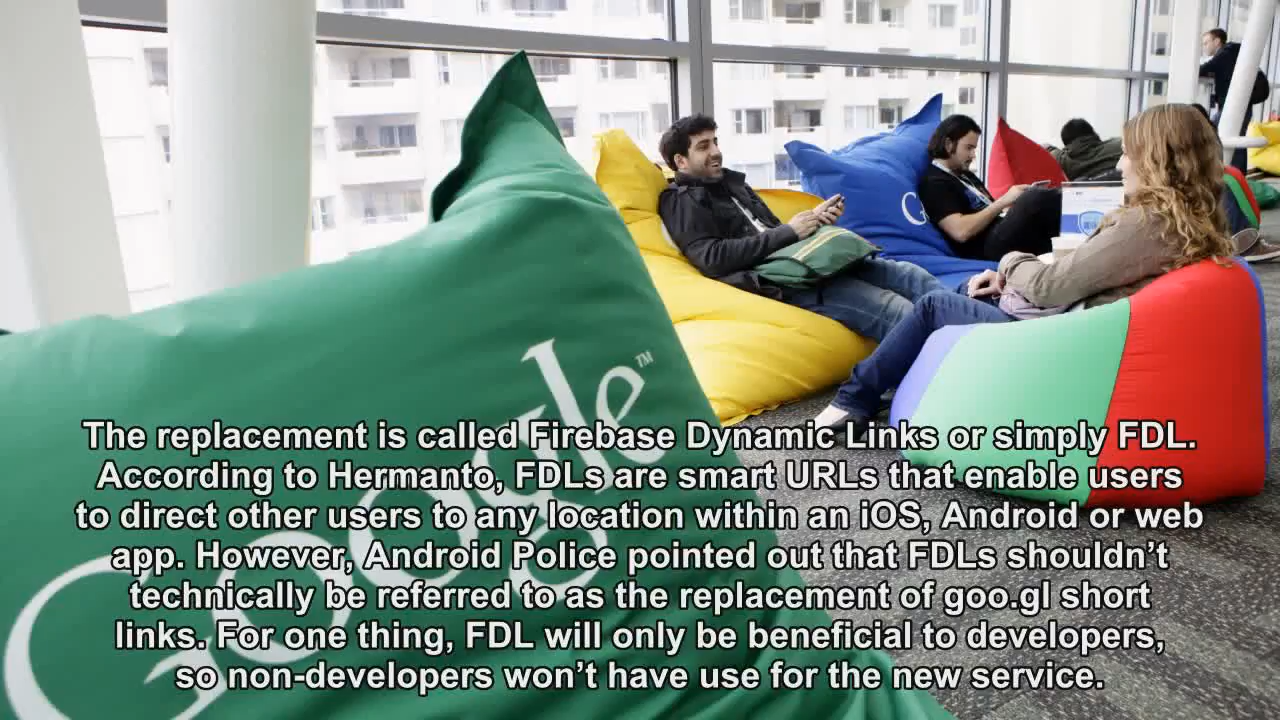 Google™
Go
The replacement is called Firebase Dynamic Links or simply FDL.
According to Hermanto, FDLs are smart URLs that enable users
to direct other users to any location within an iOS, Android or web
app. However, Android Police pointed out that FDLs shouldn’t
technically be referred to as the replacement of goo.gl short
links. For one thing, FDL will only be beneficial to developers,
so non-developers won’t have use for the new service.